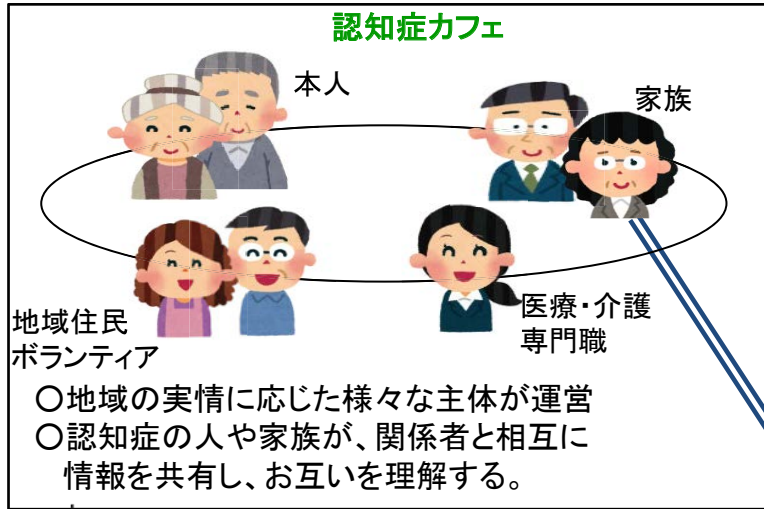 認知症カフェ
本人
家族
地域住民
ボランティア
医療・介護
専門職
〇地域の実情に応じた様々な主体が運営
〇認知症の人や家族が、関係者と相互に
情報を共有し、お互いを理解する。